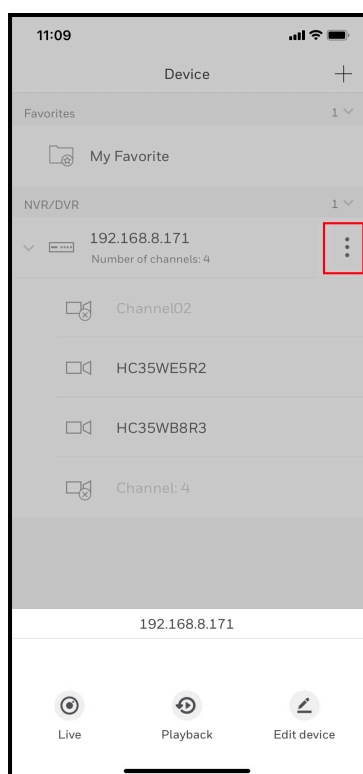 11:09
Device
Favorites 1
My Favorite
NVR/DVR 1
192.168.8.171
Number of channels: 4
Channel02
HC35WE5R2
HC35WB8R3
Channel: 4
192.168.8.171
Live Playback Edit device